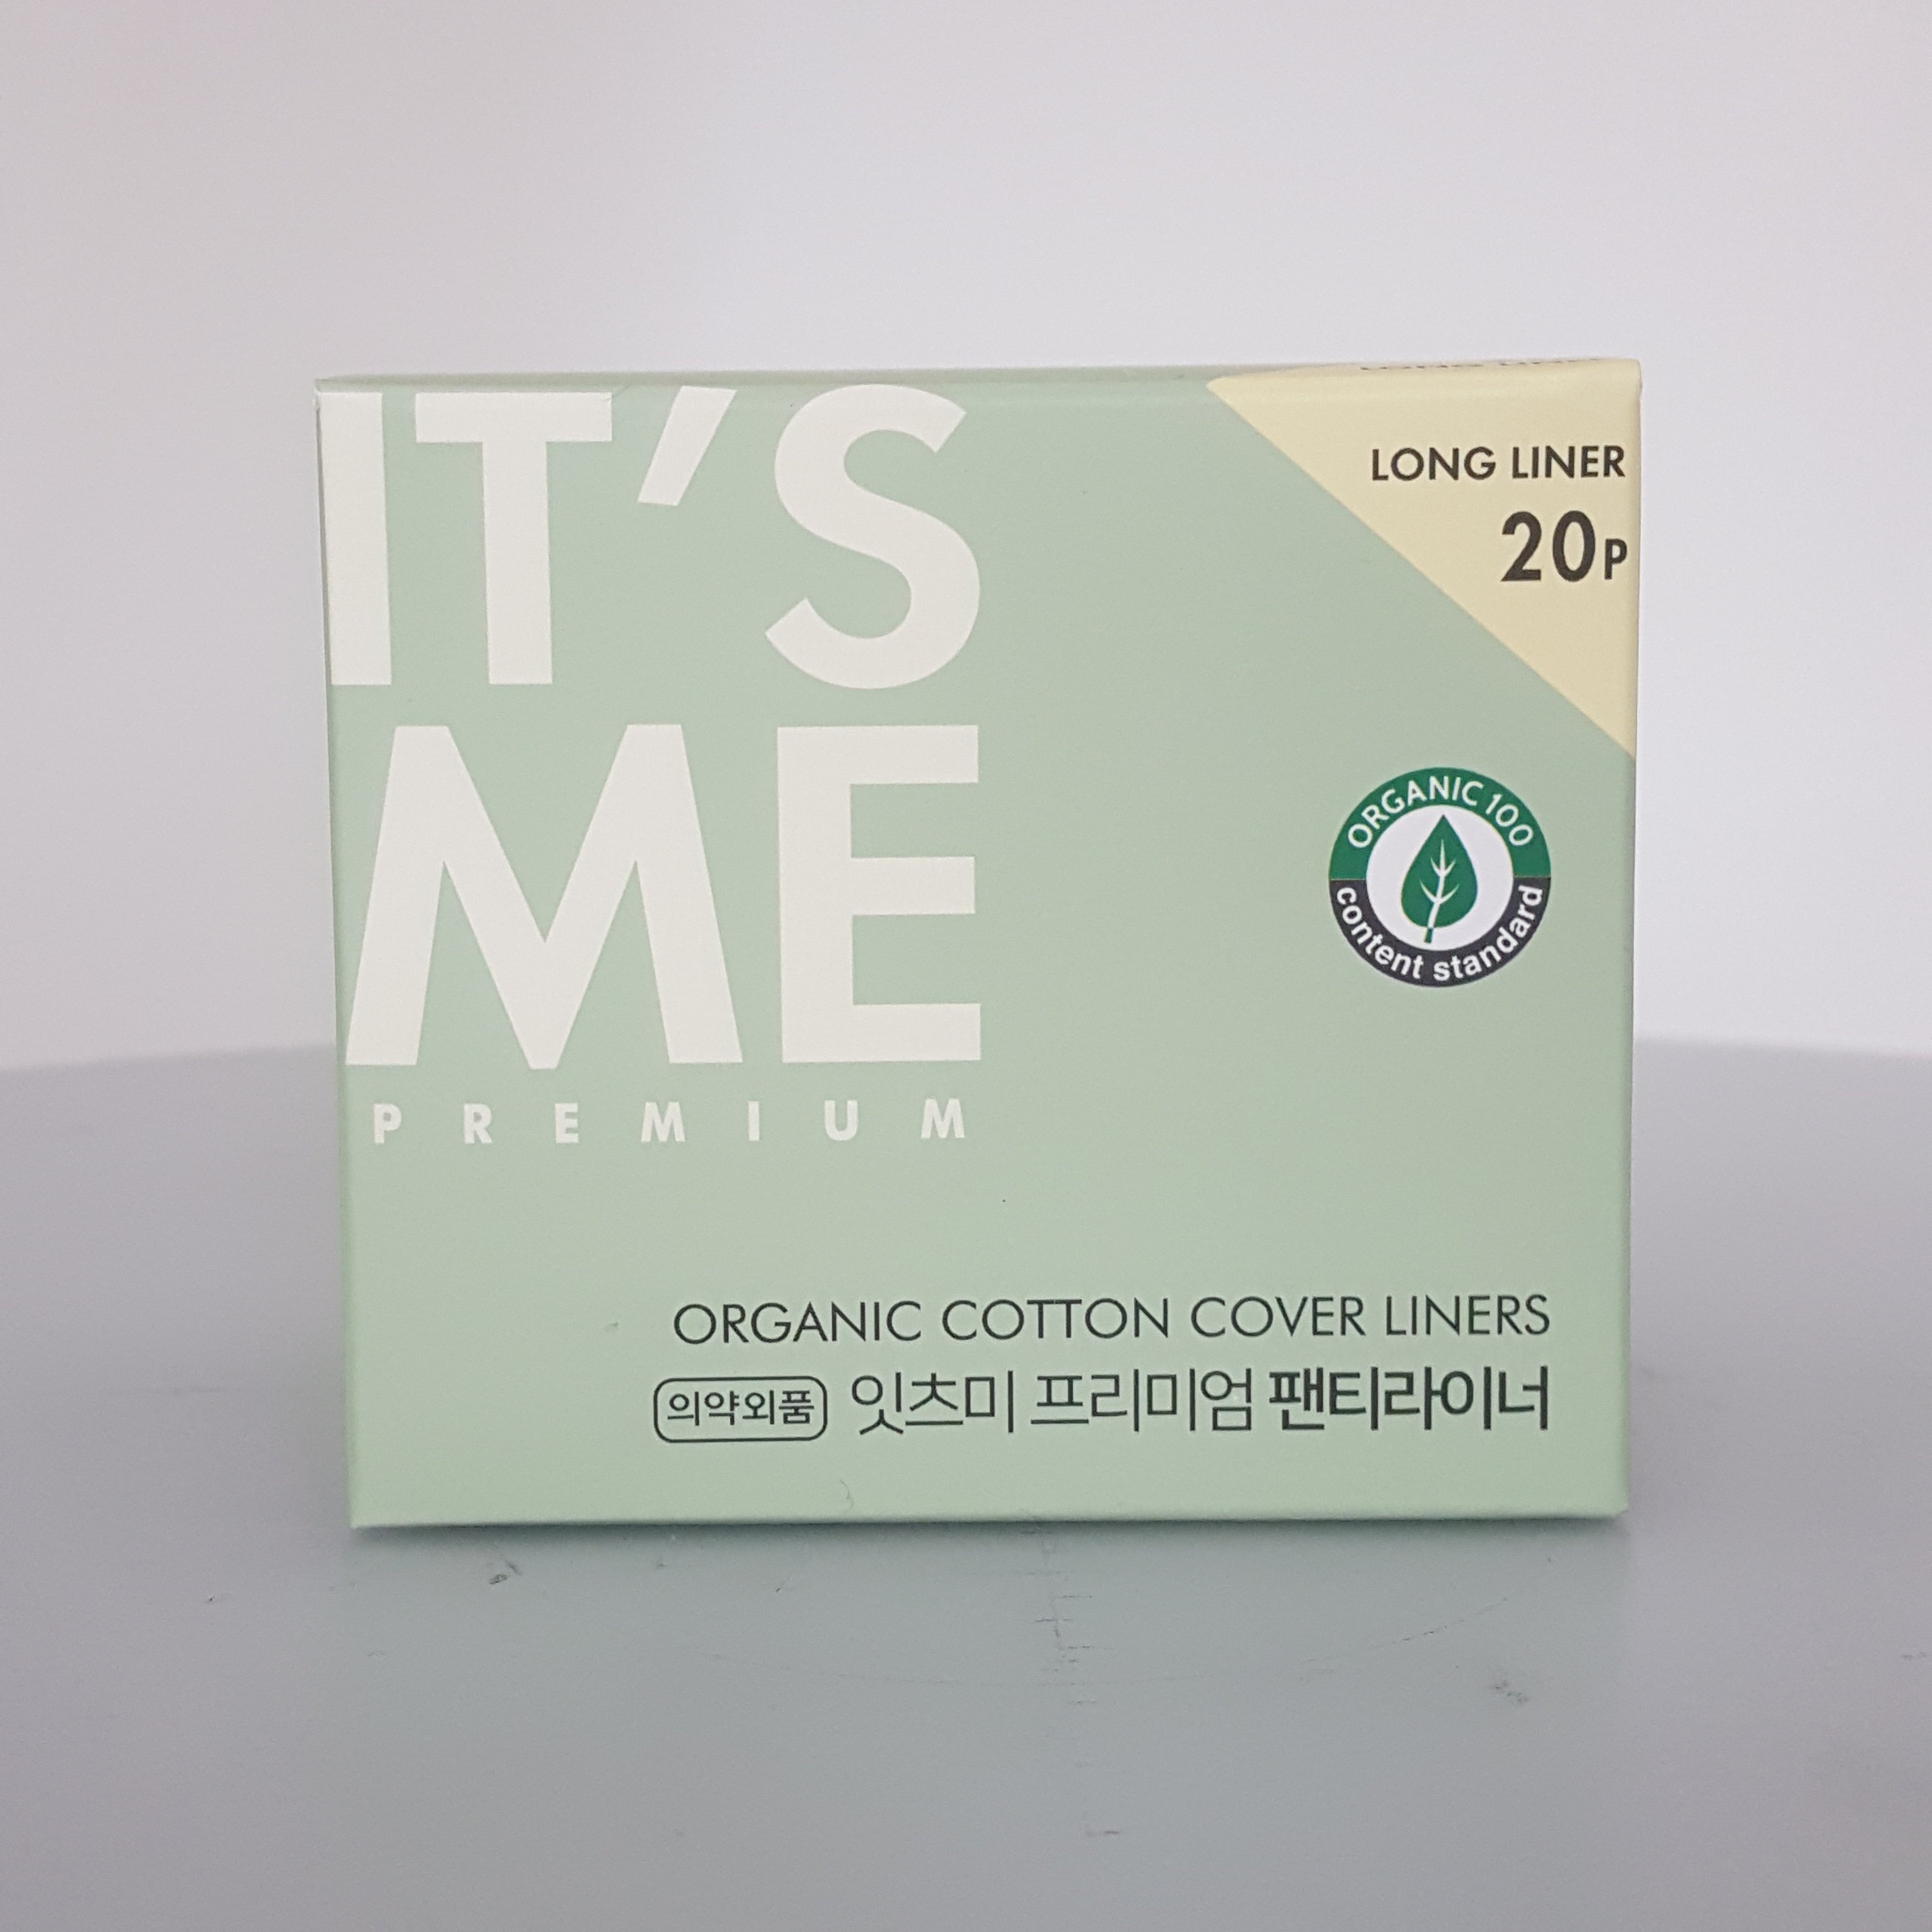 IT'S
ME
PREMIUM
LONG LINER
20P
ORGANIC 100
content standard
ORGANIC COTTON COVER LINERS
의약외품 잇츠미 프리미엄 팬티라이너